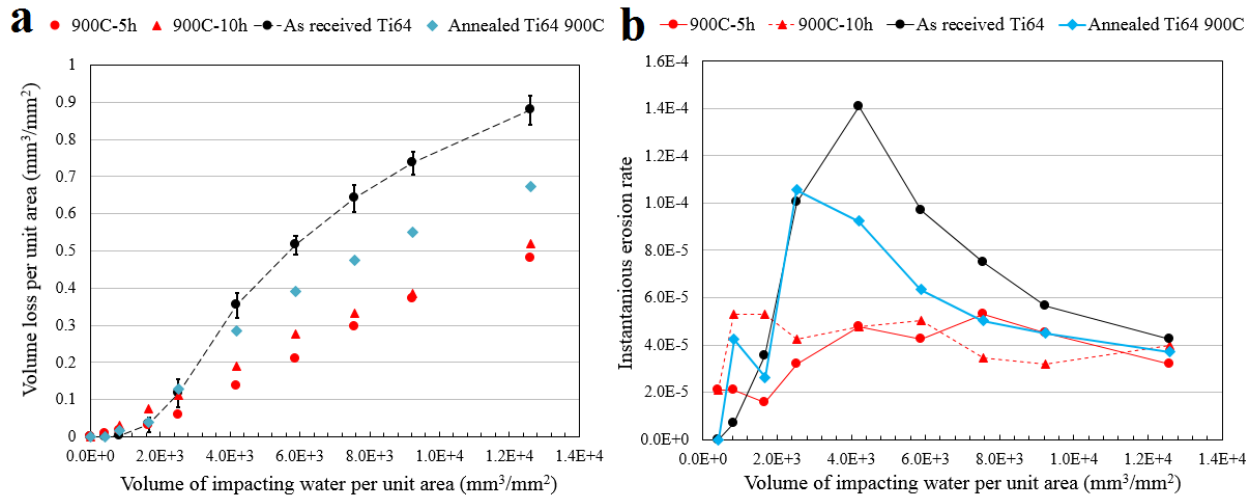 a
900C-5h 900C-10h As received Ti64 Annealed Ti64 900C
Volume loss per unit area (mm³/mm²)
1
0.9
0.8
0.7
0.6
0.5
0.4
0.3
0.2
0.1
0
0.0E+0 2.0E+3 4.0E+3 6.0E+3 8.0E+3 1.0E+4 1.2E+4 1.4E+4
Volume of impacting water per unit area (mm³/mm²)
b
900C-5h 900C-10h As received Ti64 Annealed Ti64 900C
Instantanious erosion rate
1.6E-4
1.4E-4
1.2E-4
1.0E-4
8.0E-5
6.0E-5
4.0E-5
2.0E-5
0.0E+0
0.0E+0 2.0E+3 4.0E+3 6.0E+3 8.0E+3 1.0E+4 1.2E+4 1.4E+4
Volume of impacting water per unit area (mm³/mm²)